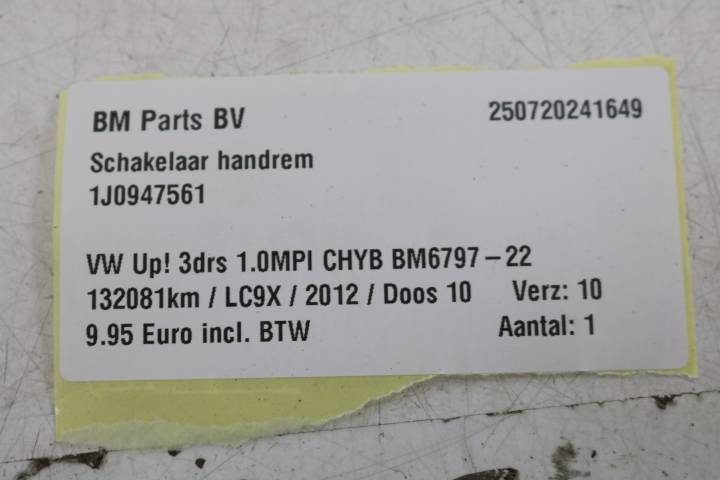 BM Parts BV 250720241649
Schakelaar handrem
1J0947561
VW Up! 3drs 1.0MPI CHYB BM6797-22
132081km / LC9X / 2012 / Doos 10 Verz: 10
9.95 Euro incl. BTW Aantal: 1